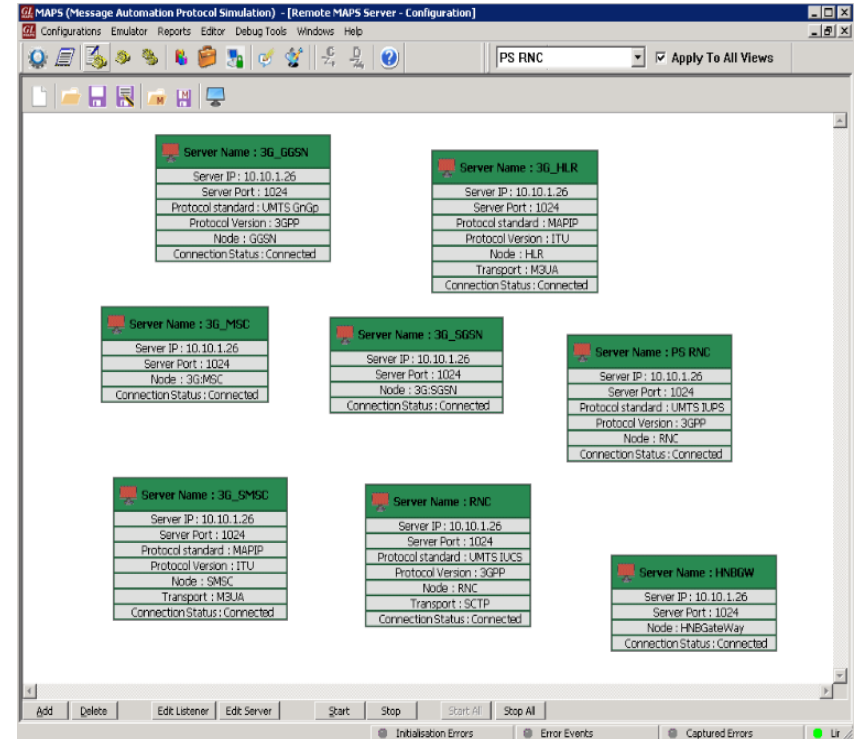 MAPS (Message Automation Protocol Simulation) - [Remote MAPS Server - Configuration]
Configurations Emulator Reports Editor Debug Tools Windows Help
PS RNC
Apply To All Views
Server Name : 3G_GGSN
Server IP : 10.10.1.26
Server Port : 1024
Protocol standard : UMTS GnGp
Protocol Version : 3GPP
Node : GGSN
Connection Status : Connected
Server Name : 3G_HLR
Server IP : 10.10.1.26
Server Port : 1024
Protocol standard : MAPIP
Protocol Version : ITU
Node : HLR
Transport : M3UA
Connection Status : Connected
Server Name : 3G_MSC
Server IP : 10.10.1.26
Server Port : 1024
Node : 3G:MSC
Connection Status : Connected
Server Name : 3G_SGSN
Server IP : 10.10.1.26
Server Port : 1024
Node : 3G:SGSN
Connection Status : Connected
Server Name : PS RNC
Server IP : 10.10.1.26
Server Port : 1024
Protocol standard : UMTS IUPS
Protocol Version : 3GPP
Node : RNC
Connection Status : Connected
Server Name : 3G_SMSC
Server IP : 10.10.1.26
Server Port : 1024
Protocol standard : MAPIP
Protocol Version : ITU
Node : SMSC
Transport : M3UA
Connection Status : Connected
Server Name : RNC
Server IP : 10.10.1.26
Server Port : 1024
Protocol standard : UMTS IUCS
Protocol Version : 3GPP
Node : RNC
Transport : SCTP
Connection Status : Connected
Server Name : HNBGW
Server IP : 10.10.1.26
Server Port : 1024
Node : HNBGateWay
Connection Status : Connected
Add Delete Edit Listener Edit Server Start Stop Start All Stop All
Initialisation Errors Error Events Captured Errors